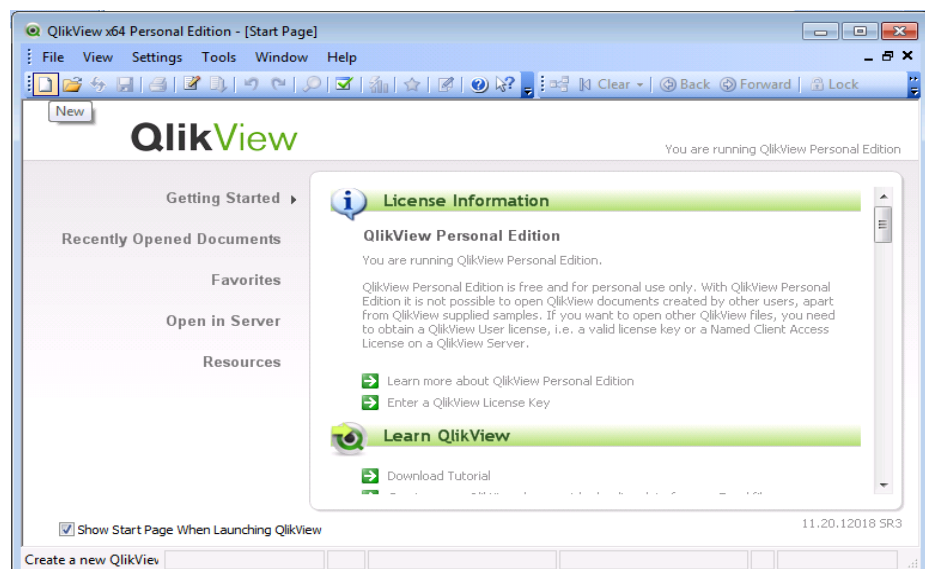 QlikView x64 Personal Edition - [Start Page]
File View Settings Tools Window Help
Clear Back Forward Lock
New
QlikView
You are running QlikView Personal Edition
Getting Started
Recently Opened Documents
Favorites
Open in Server
Resources
License Information
QlikView Personal Edition
You are running QlikView Personal Edition.
QlikView Personal Edition is free and for personal use only. With QlikView Personal
Edition it is not possible to open QlikView documents created by other users, apart
from QlikView supplied samples. If you want to open other QlikView files, you need
to obtain a QlikView User license, i.e. a valid license key or a Named Client Access
License on a QlikView Server.
Learn more about QlikView Personal Edition
Enter a QlikView License Key
Learn QlikView
Download Tutorial
Show Start Page When Launching QlikView
11.20.12018 SR3
Create a new QlikView